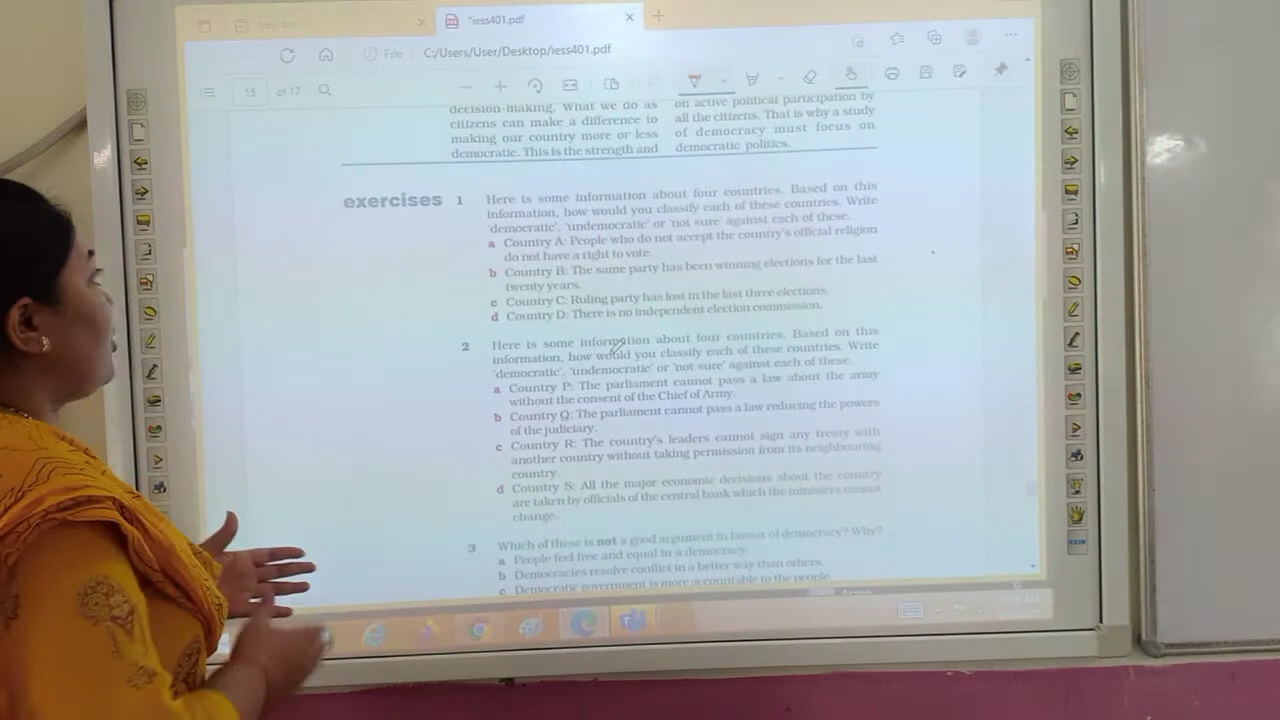 New tab
*iess401.pdf
File C:/Users/User/Desktop/iess401.pdf
15 of 17
decision-making. What we do as
citizens can make a difference to
making our country more or less
democratic. This is the strength and
on active political participation by
all the citizens. That is why a study
of democracy must focus on
democratic politics.
exercises
1 Here is some information about four countries. Based on this
information, how would you classify each of these countries. Write
'democratic', 'undemocratic' or 'not sure' against each of these.
a Country A: People who do not accept the country's official religion
do not have a right to vote.
b Country B: The same party has been winning elections for the last
twenty years.
c Country C: Ruling party has lost in the last three elections.
d Country D: There is no independent election commission.
2 Here is some information about four countries. Based on this
information, how would you classify each of these countries. Write
'democratic', 'undemocratic' or 'not sure' against each of these.
a Country P: The parliament cannot pass a law about the army
without the consent of the Chief of Army.
b Country Q: The parliament cannot pass a law reducing the powers
of the judiciary.
c Country R: The country's leaders cannot sign any treaty with
another country without taking permission from its neighbouring
country.
d Country S: All the major economic decisions about the country
are taken by officials of the central bank which the ministers cannot
change.
3 Which of these is not a good argument in favour of democracy? Why?
a People feel free and equal in a democracy.
b Democracies resolve conflict in a better way than others.
c Democratic government is more accountable to the people.